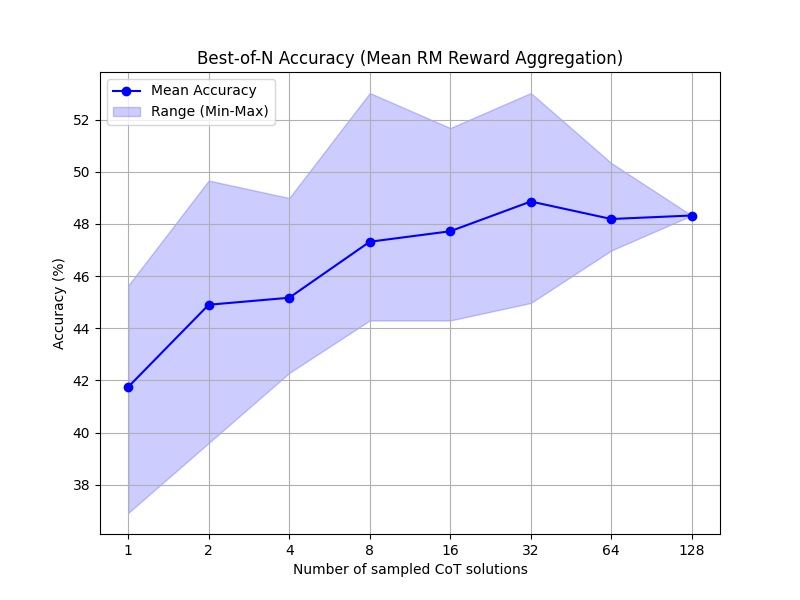 Best-of-N Accuracy (Mean RM Reward Aggregation)
Mean Accuracy
Range (Min-Max)
Accuracy (%)
52
50
48
46
44
42
40
38
1 2 4 8 16 32 64 128
Number of sampled CoT solutions